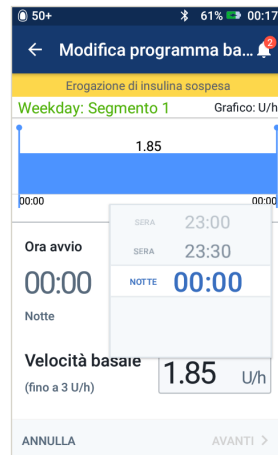 50+ 61% 00:17
Modifica programma ba... 2
Erogazione di insulina sospesa
Weekday: Segmento 1 Grafico: U/h
1.85
00:00 00:00
SERA 23:00
Ora avvio SERA 23:30
00:00 NOTTE 00:00
Notte
Velocità basale
(fino a 3 U/h) 1.85 U/h
ANNULLA AVANTI